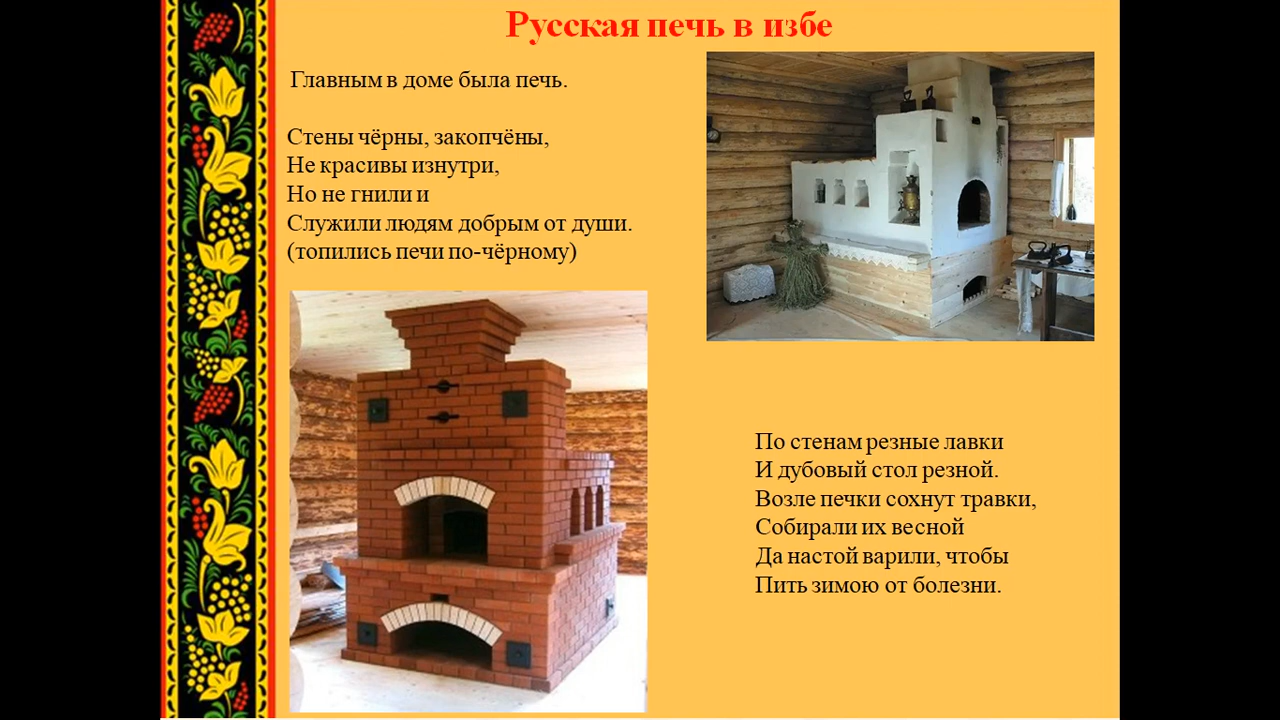 Русская печь в избе
Главным в доме была печь.
Стены чёрны, закопчёны,
Не красивы изнутри,
Но не гнили и
Служили людям добрым от души.
(топились печи по-чёрному)
По стенам резные лавки
И дубовый стол резной.
Возле печки сохнут травки,
Собирали их весной
Да настой варили, чтобы
Пить зимою от болезни.